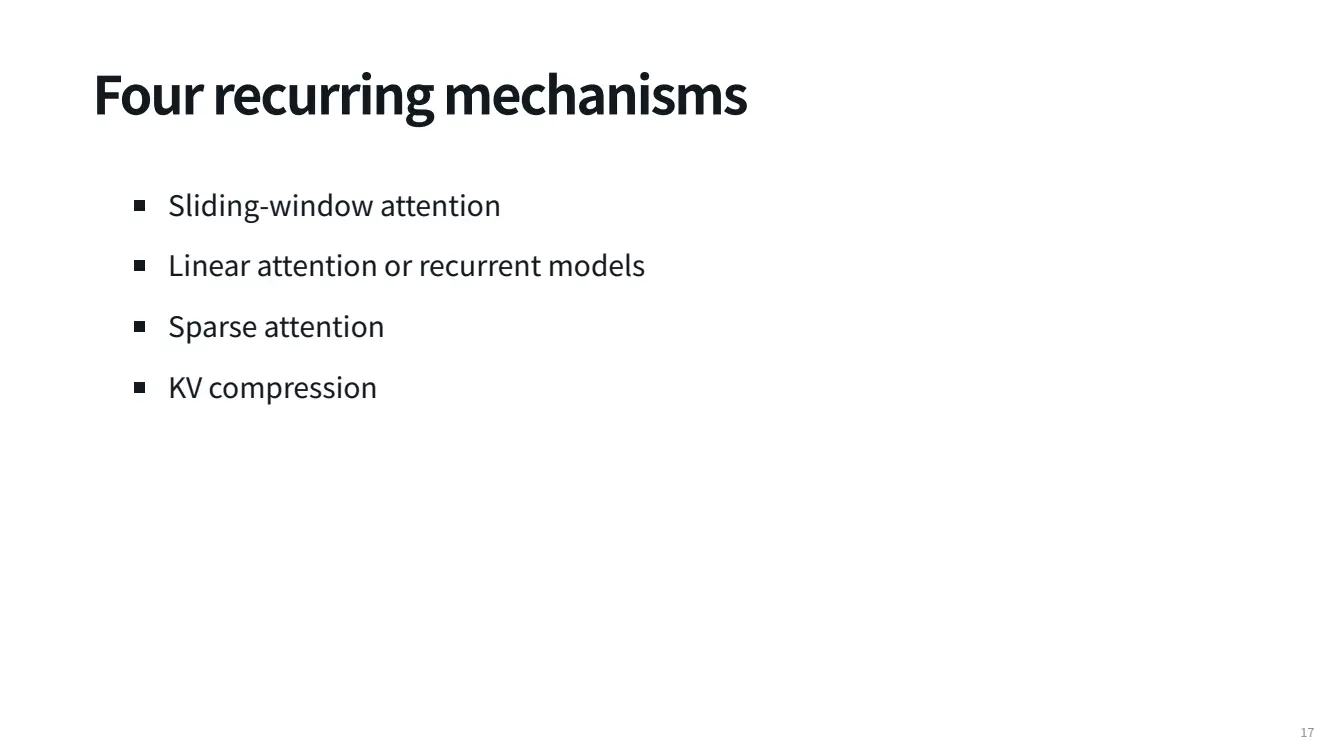 Four recurring mechanisms
Sliding-window attention
Linear attention or recurrent models
Sparse attention
KV compression
17